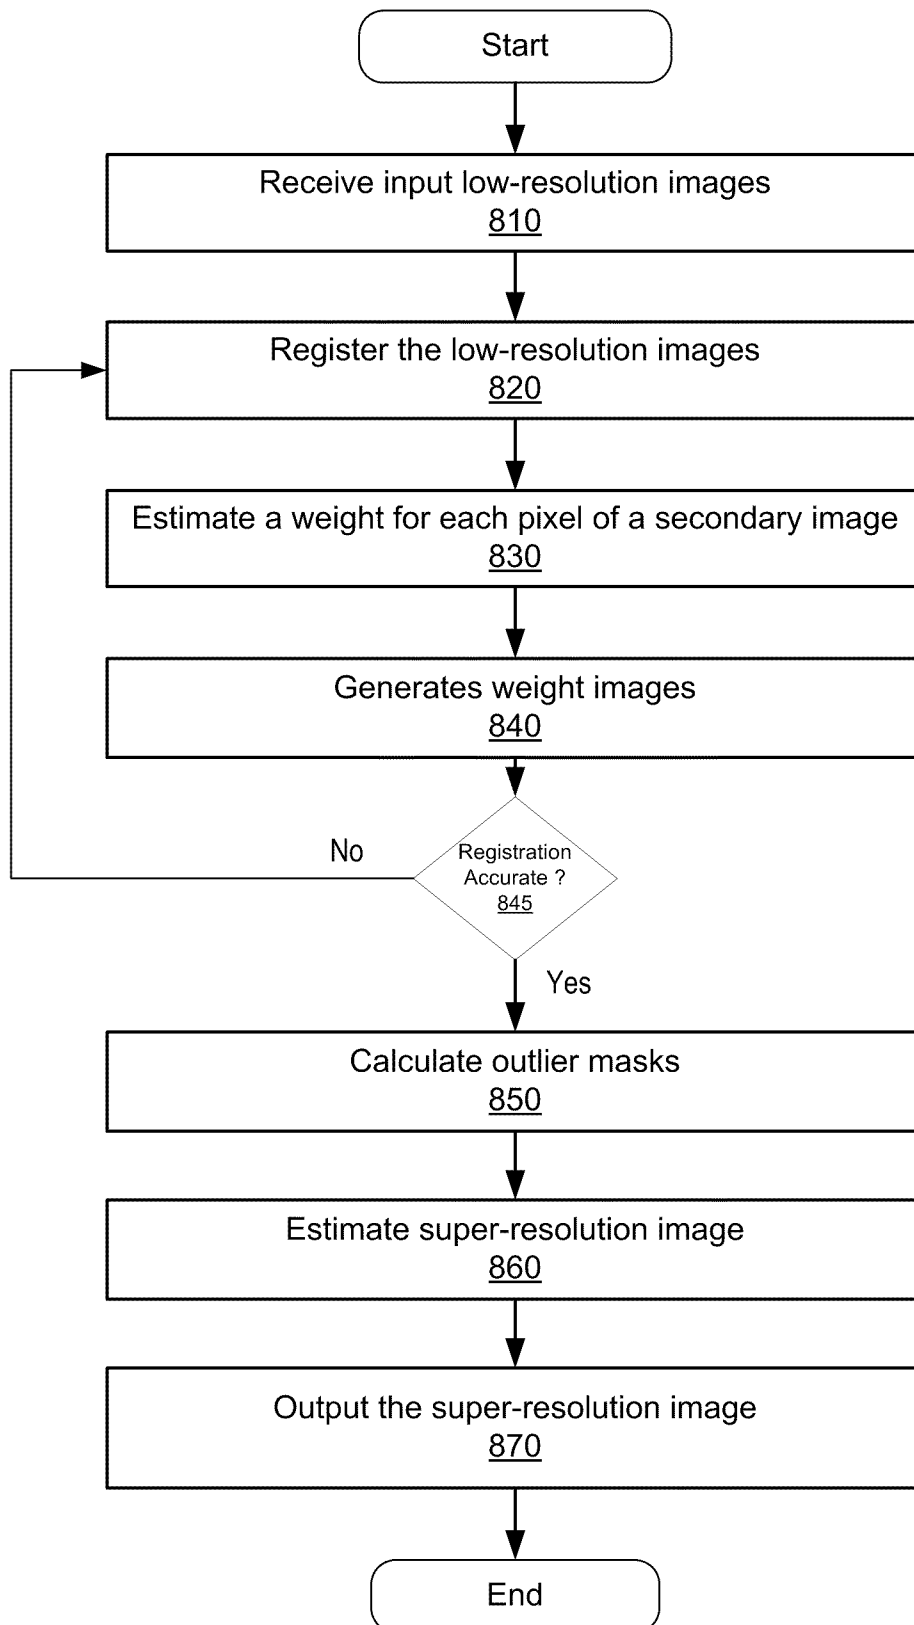 Start
Receive input low-resolution images
810
Register the low-resolution images
820
Estimate a weight for each pixel of a secondary image
830
Generates weight images
840
Registration
Accurate ?
845
No
Yes
Calculate outlier masks
850
Estimate super-resolution image
860
Output the super-resolution image
870
End